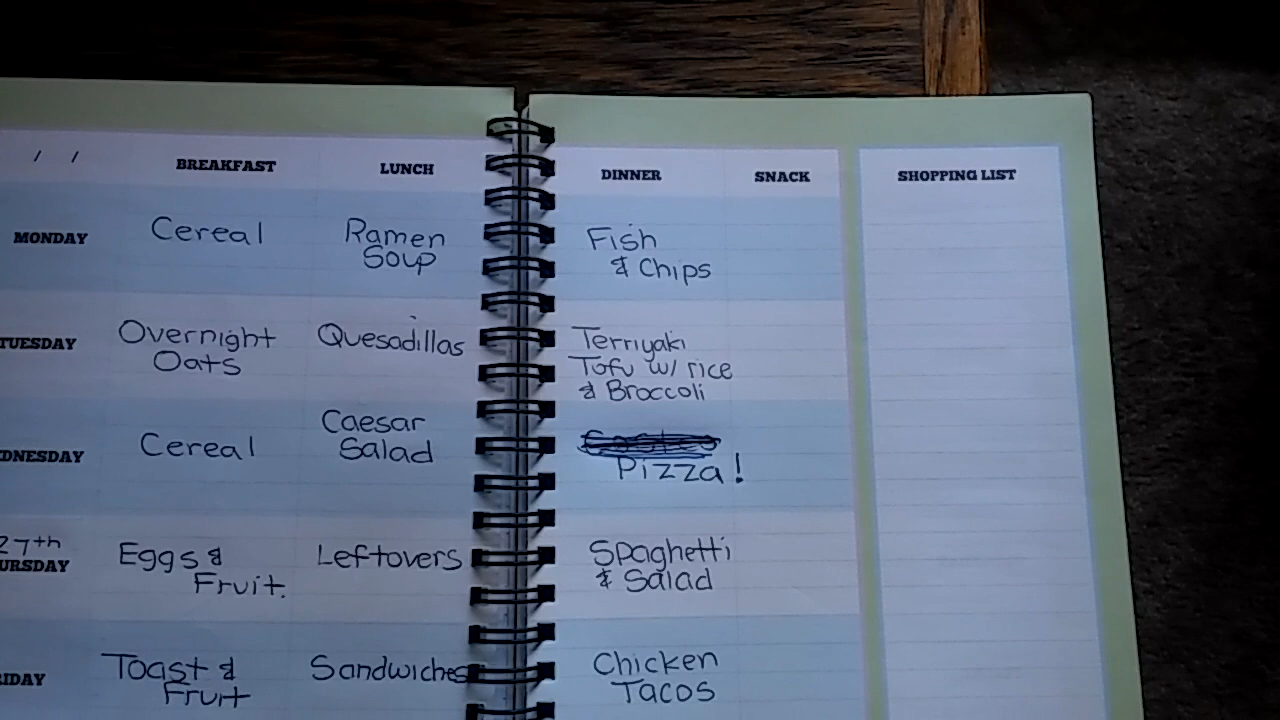 / /
BREAKFAST LUNCH DINNER SNACK SHOPPING LIST
MONDAY Cereal Ramen Fish
Soup & Chips
TUESDAY Overnight Quesadillas Terriyaki
Oats Tofu w/ rice
& Broccoli
DNESDAY Cereal Caesar
Salad Pizza!
27th
URSDAY Eggs & Leftovers Spaghetti
Fruit. & Salad
IDAY Toast & Sandwiches Chicken
Fruit Tacos